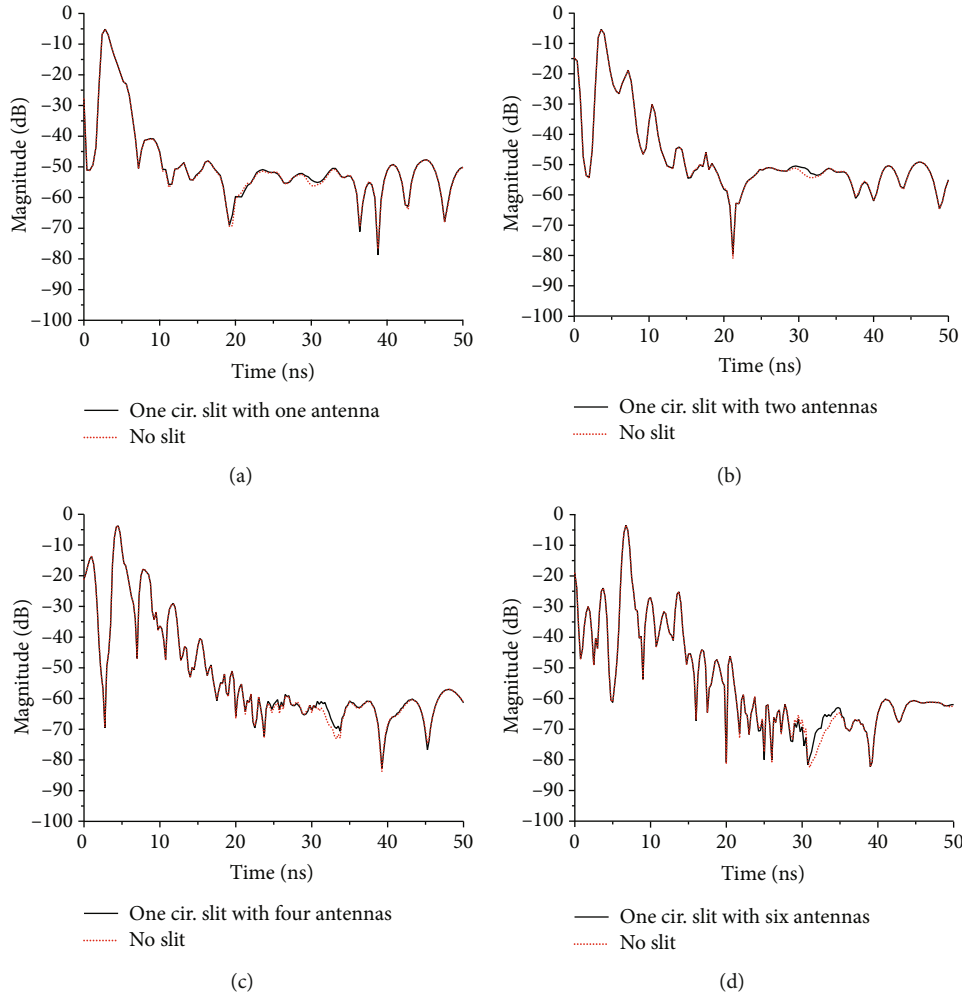 0
−10
−20
−30
−40
−50
−60
−70
−80
−90
−100
Magnitude (dB)
0 10 20 30 40 50
Time (ns)
One cir. slit with one antenna
No slit
(a)
0
−10
−20
−30
−40
−50
−60
−70
−80
−90
−100
Magnitude (dB)
0 10 20 30 40 50
Time (ns)
One cir. slit with two antennas
No slit
(b)
0
−10
−20
−30
−40
−50
−60
−70
−80
−90
−100
Magnitude (dB)
0 10 20 30 40 50
Time (ns)
One cir. slit with four antennas
No slit
(c)
0
−10
−20
−30
−40
−50
−60
−70
−80
−90
−100
Magnitude (dB)
0 10 20 30 40 50
Time (ns)
One cir. slit with six antennas
No slit
(d)